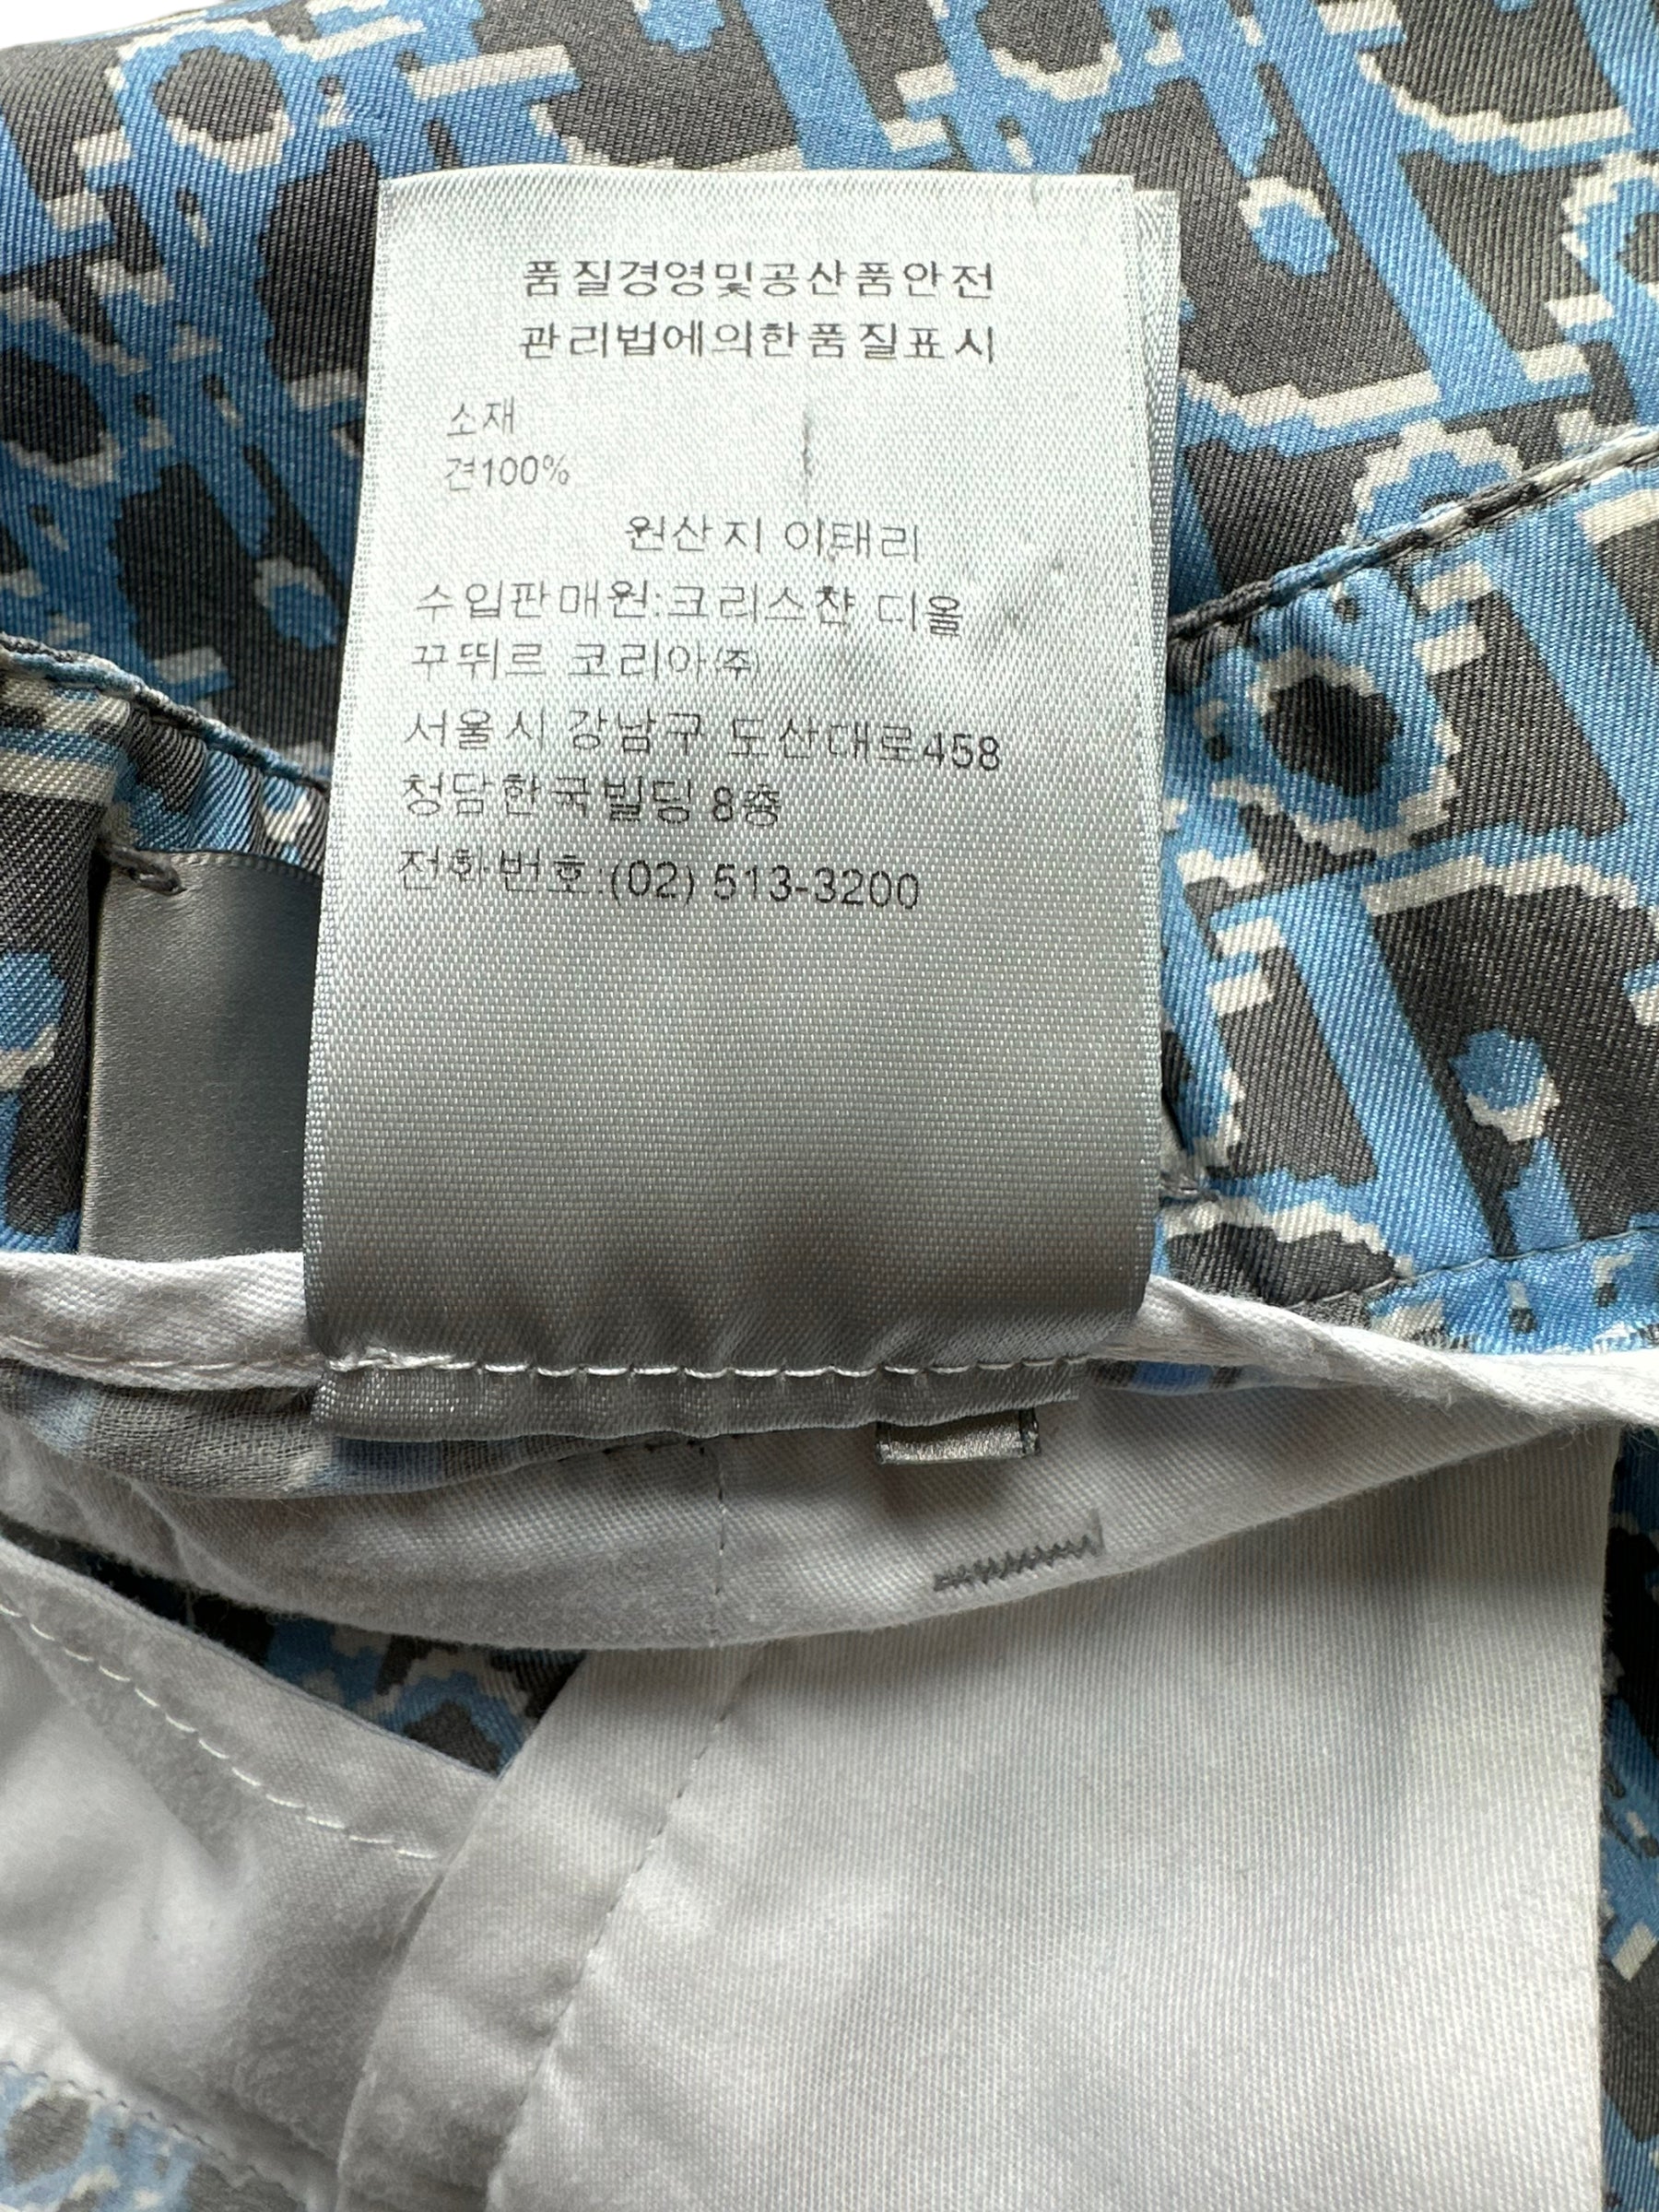 품질경영및공산품안전
관리법에의한품질표시
소재
견100%
원산지 이태리
수입판매원:크리스챤 디올
꾸뛰르 코리아(주)
서울시 강남구 도산대로458
청담한국빌딩 8층
전화번호:(02) 513-3200